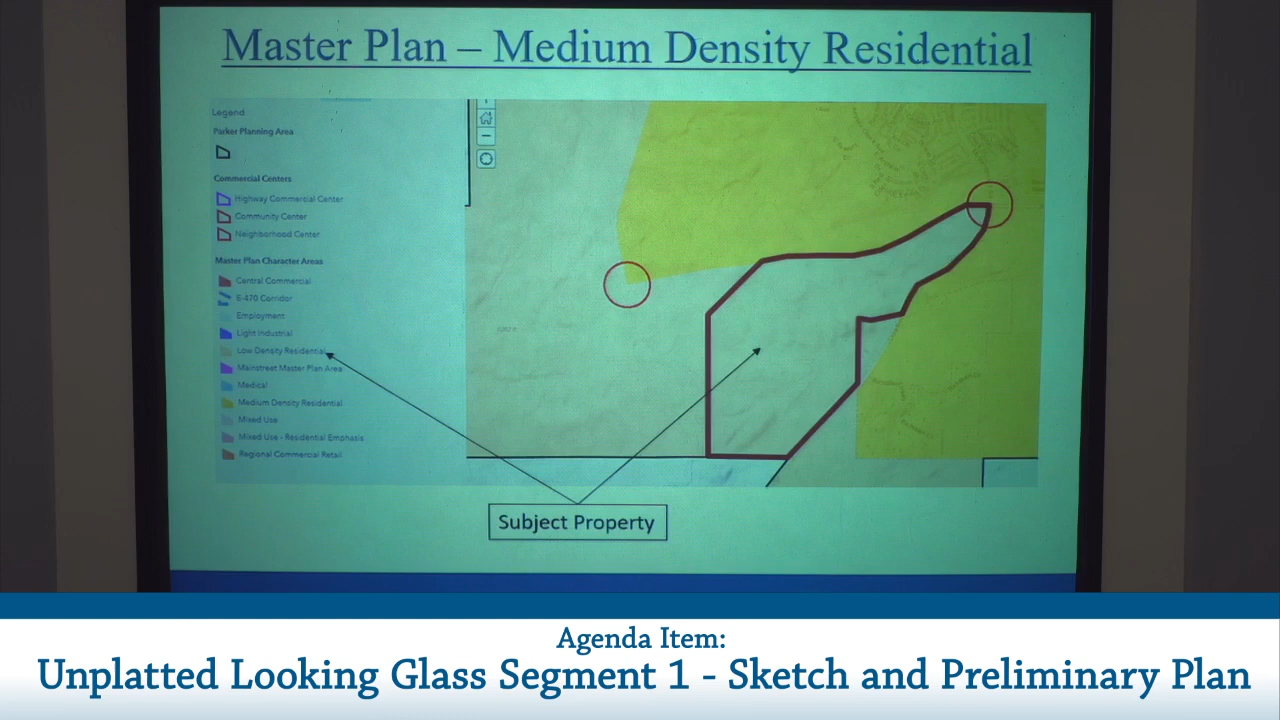 Master Plan – Medium Density Residential
Legend
Parker Planning Area
Commercial Centers
Highway Commercial Center
Community Center
Neighborhood Center
Master Plan Character Areas
Central Commercial
E-470 Corridor
Employment
Light Industrial
Low Density Residential
Mainstreet Master Plan Area
Medical
Medium Density Residential
Mixed Use
Mixed Use - Residential Emphasis
Regional Commercial Retail
Subject Property
Agenda Item:
Unplatted Looking Glass Segment 1 - Sketch and Preliminary Plan